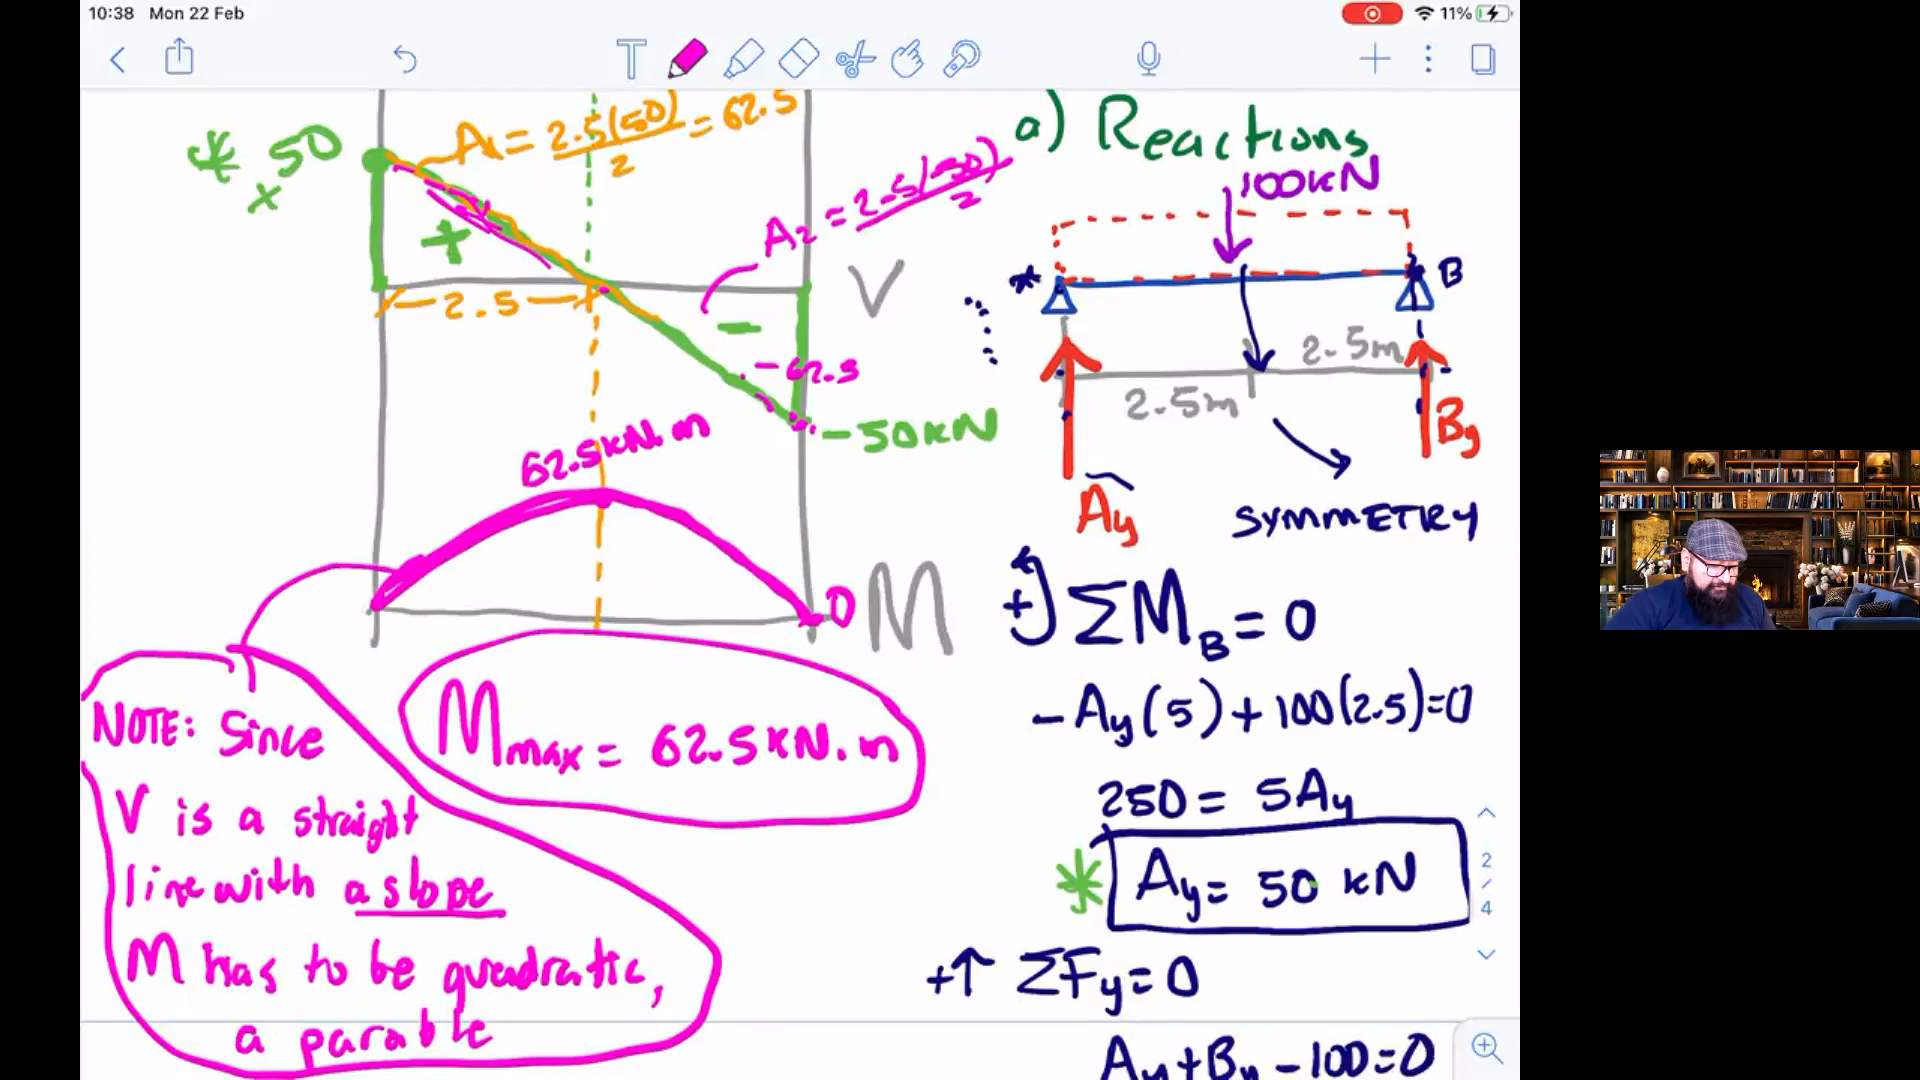 10:38 Mon 22 Feb
11%
* x 50
A1 = 2.5(50)/2 = 62.5
A2 = 2.5(-50)/2
+
2.5
V
-
-62.5
-50kN
62.5kN.m
0
M
Mmax = 62.5kN.m
NOTE: Since
V is a straight
line with a slope
M has to be quadratic,
a parable
a) Reactions
100kN
B
2.5m
2.5m
Ay
By
SYMMETRY
+ ΣMB = 0
-Ay(5)+100(2.5)=0
250 = 5Ay
* Ay = 50 kN
+↑ ΣFy=0
Ay+By-100=0
2/4